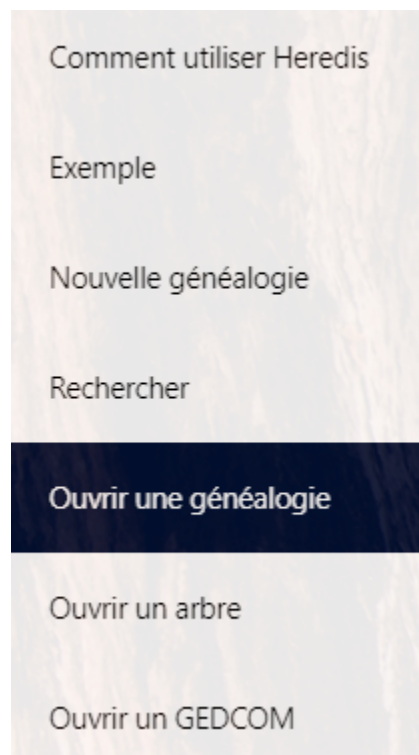 Comment utiliser Heredis
Exemple
Nouvelle généalogie
Rechercher
Ouvrir une généalogie
Ouvrir un arbre
Ouvrir un GEDCOM